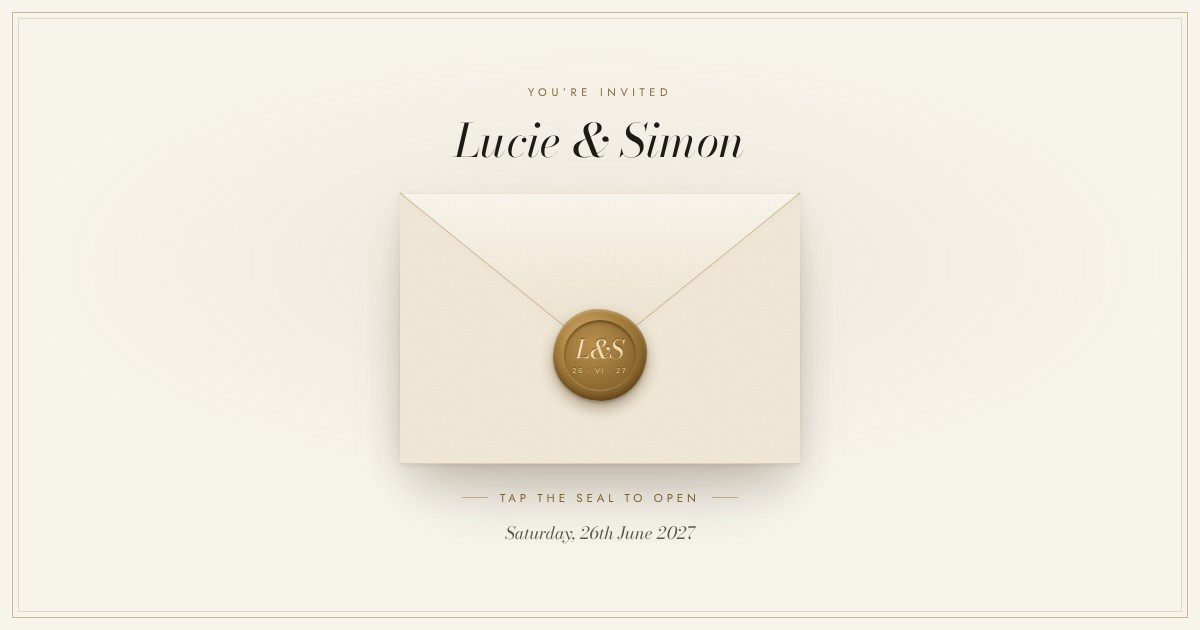 YOU'RE INVITED
Lucie & Simon
L&S
26 · VI · 27
TAP THE SEAL TO OPEN
Saturday, 26th June 2027